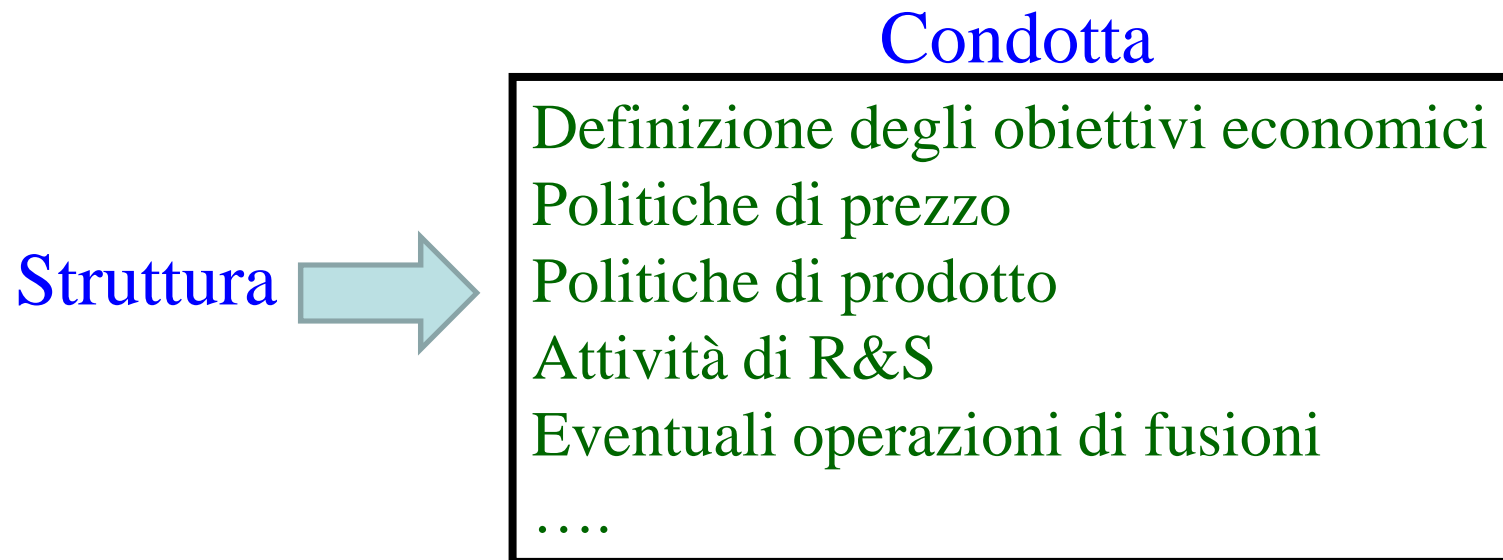 Condotta
Definizione degli obiettivi economici
Politiche di prezzo
Struttura
Politiche di prodotto
Attività di R&S
Eventuali operazioni di fusioni
….